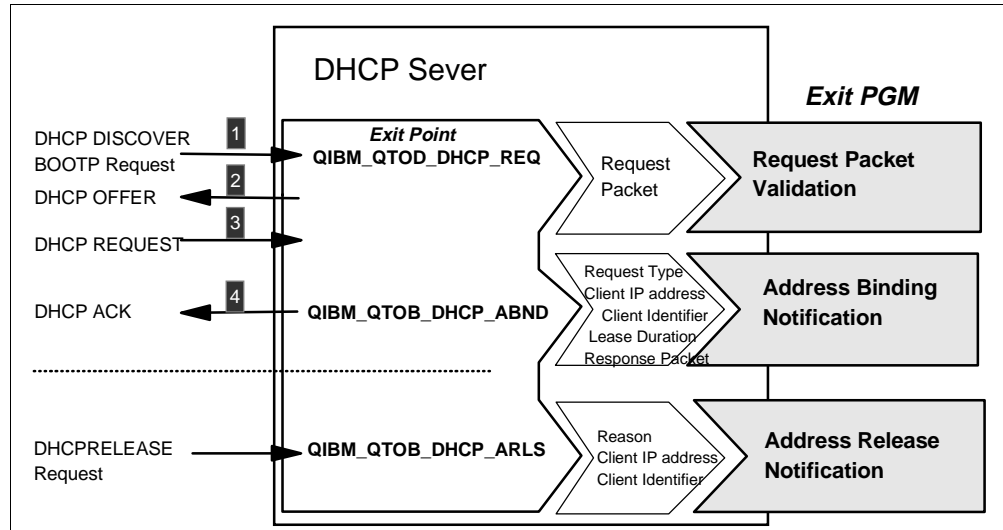 DHCP Sever
Exit PGM
DHCP DISCOVER
BOOTP Request
1
Exit Point
QIBM_QTOD_DHCP_REQ
Request
Packet
Request Packet
Validation
2
DHCP OFFER
3
DHCP REQUEST
Request Type
Client IP address
Client Identifier
Lease Duration
Response Packet
Address Binding
Notification
4
DHCP ACK
QIBM_QTOB_DHCP_ABND
DHCPRELEASE
Request
QIBM_QTOB_DHCP_ARLS
Reason
Client IP address
Client Identifier
Address Release
Notification